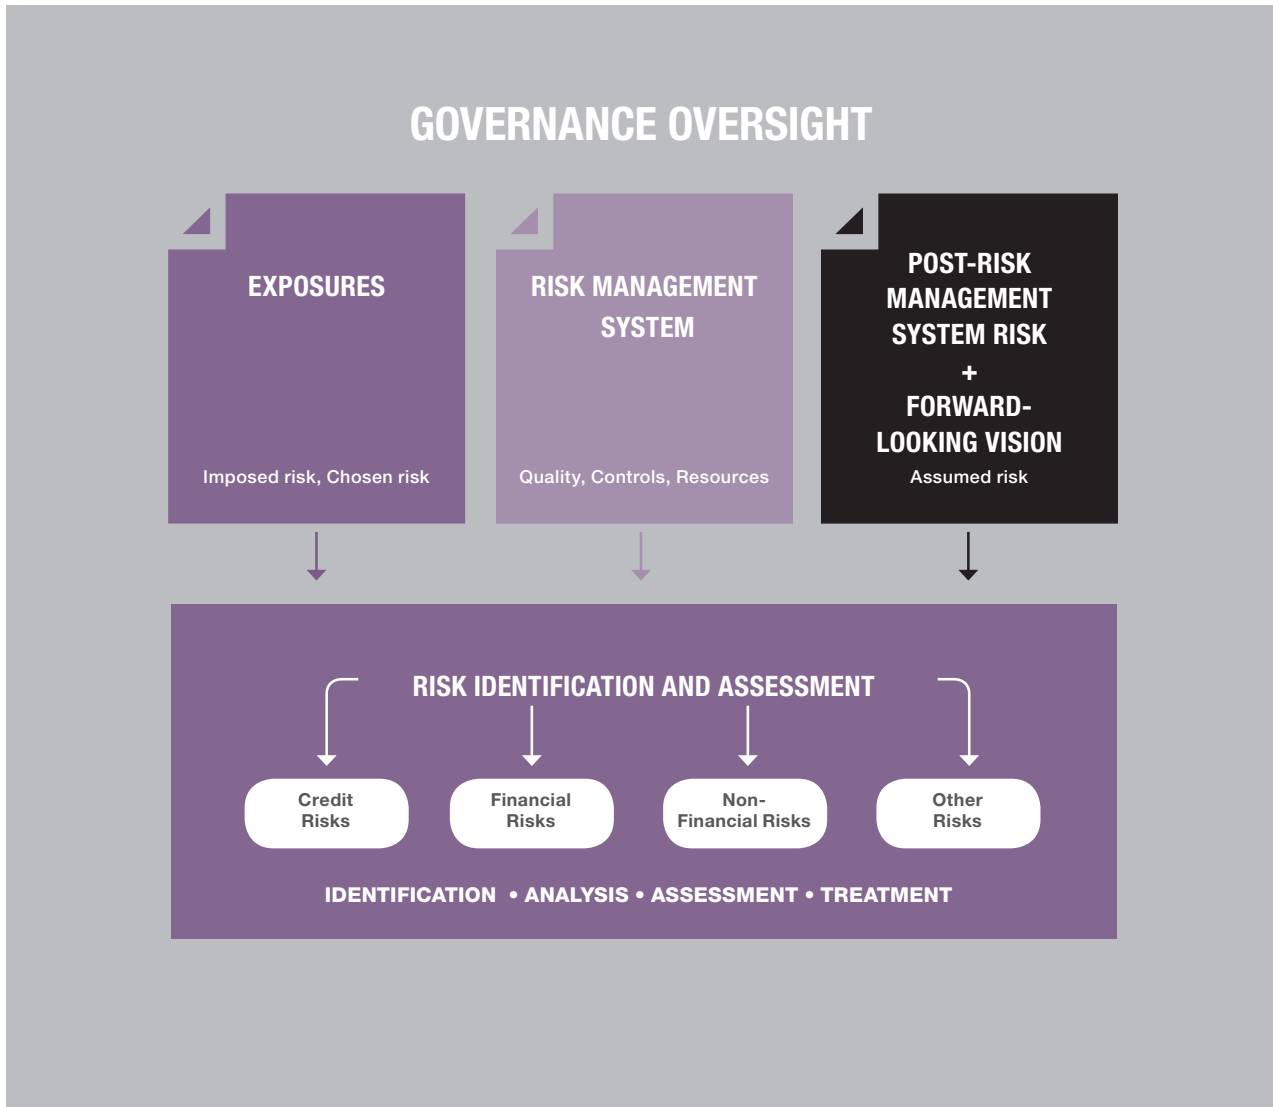 GOVERNANCE OVERSIGHT
EXPOSURES
Imposed risk, Chosen risk
RISK MANAGEMENT
SYSTEM
Quality, Controls, Resources
POST-RISK
MANAGEMENT
SYSTEM RISK
+
FORWARD-
LOOKING VISION
Assumed risk
RISK IDENTIFICATION AND ASSESSMENT
Credit
Risks
Financial
Risks
Non-
Financial Risks
Other
Risks
IDENTIFICATION • ANALYSIS • ASSESSMENT • TREATMENT